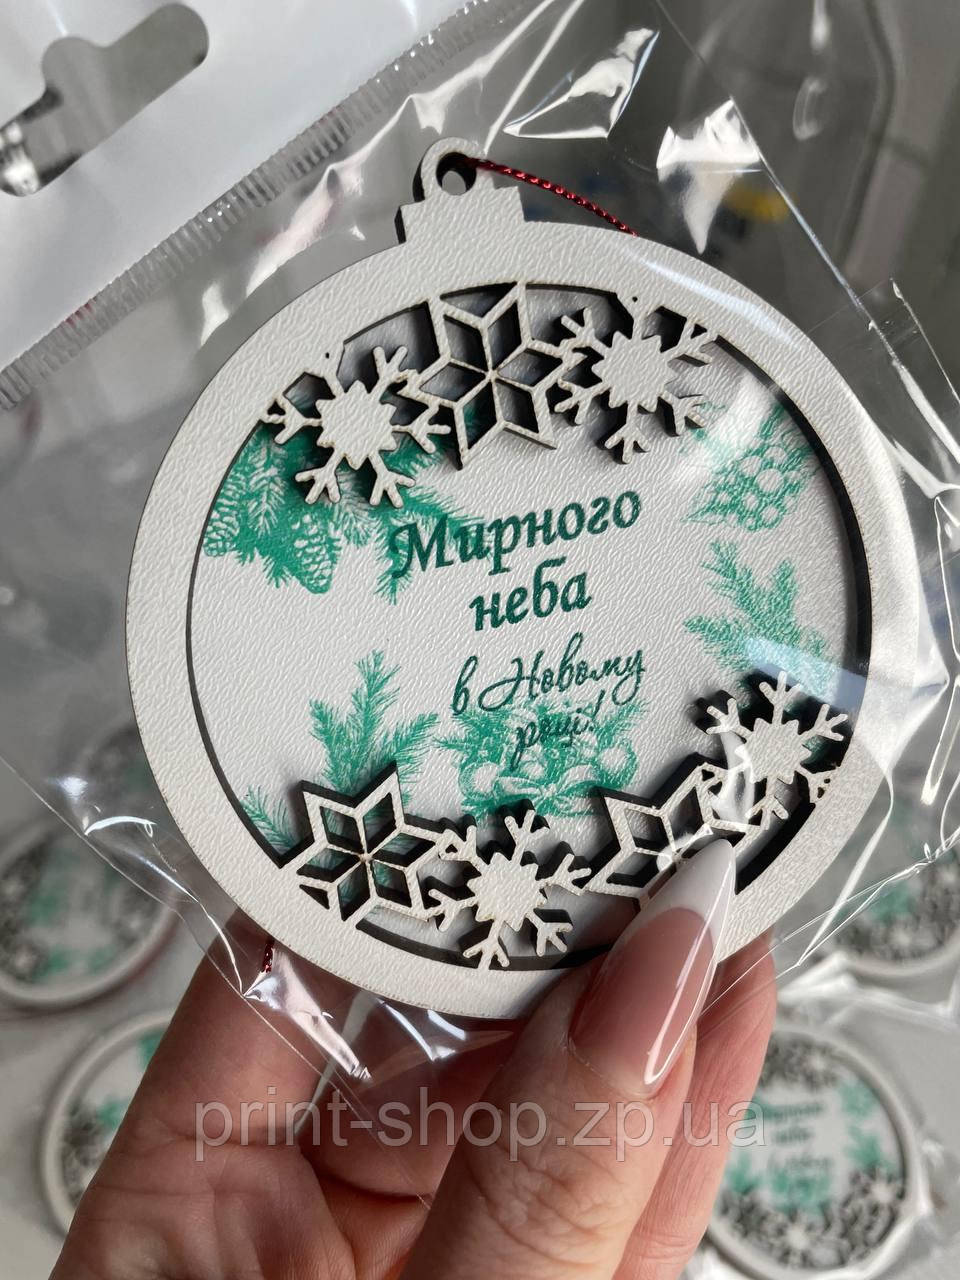 Мирного
неба
в Новому
році!
print-shop.zp.ua